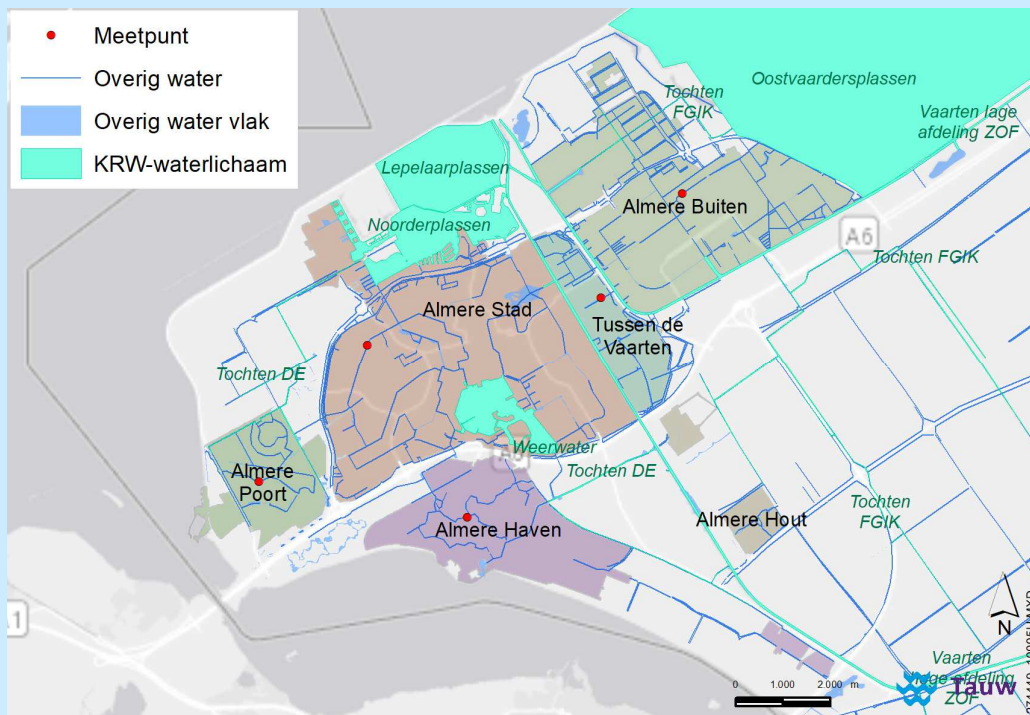 Meetpunt
Overig water
Overig water vlak
KRW-waterlichaam
Oostvaardersplassen
Tochten
FGIK
Vaarten lage
afdeling ZOF
Lepelaarplassen
Almere Buiten
Noorderplassen
A6
Tochten FGIK
Almere Stad
Tussen de
Vaarten
Tochten DE
Weerwater
Tochten DE
Almere
Poort
Almere Haven
Almere Hout
Tochten
FGIK
N
Vaarten
lage afdeling
ZOF
0 1.000 2.000 m
Tauw